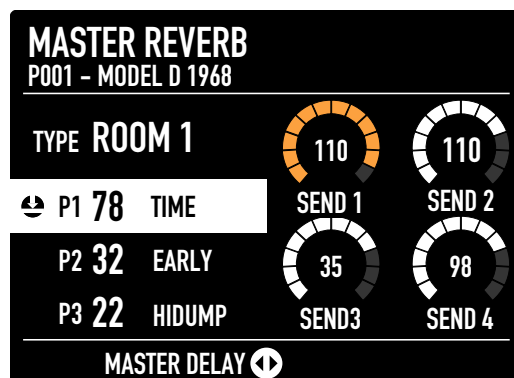 MASTER REVERB
P001 – MODEL D 1968
TYPE ROOM 1
110
110
SEND 1
SEND 2
P1 78 TIME
P2 32 EARLY
35
98
P3 22 HIDUMP
SEND3
SEND 4
MASTER DELAY